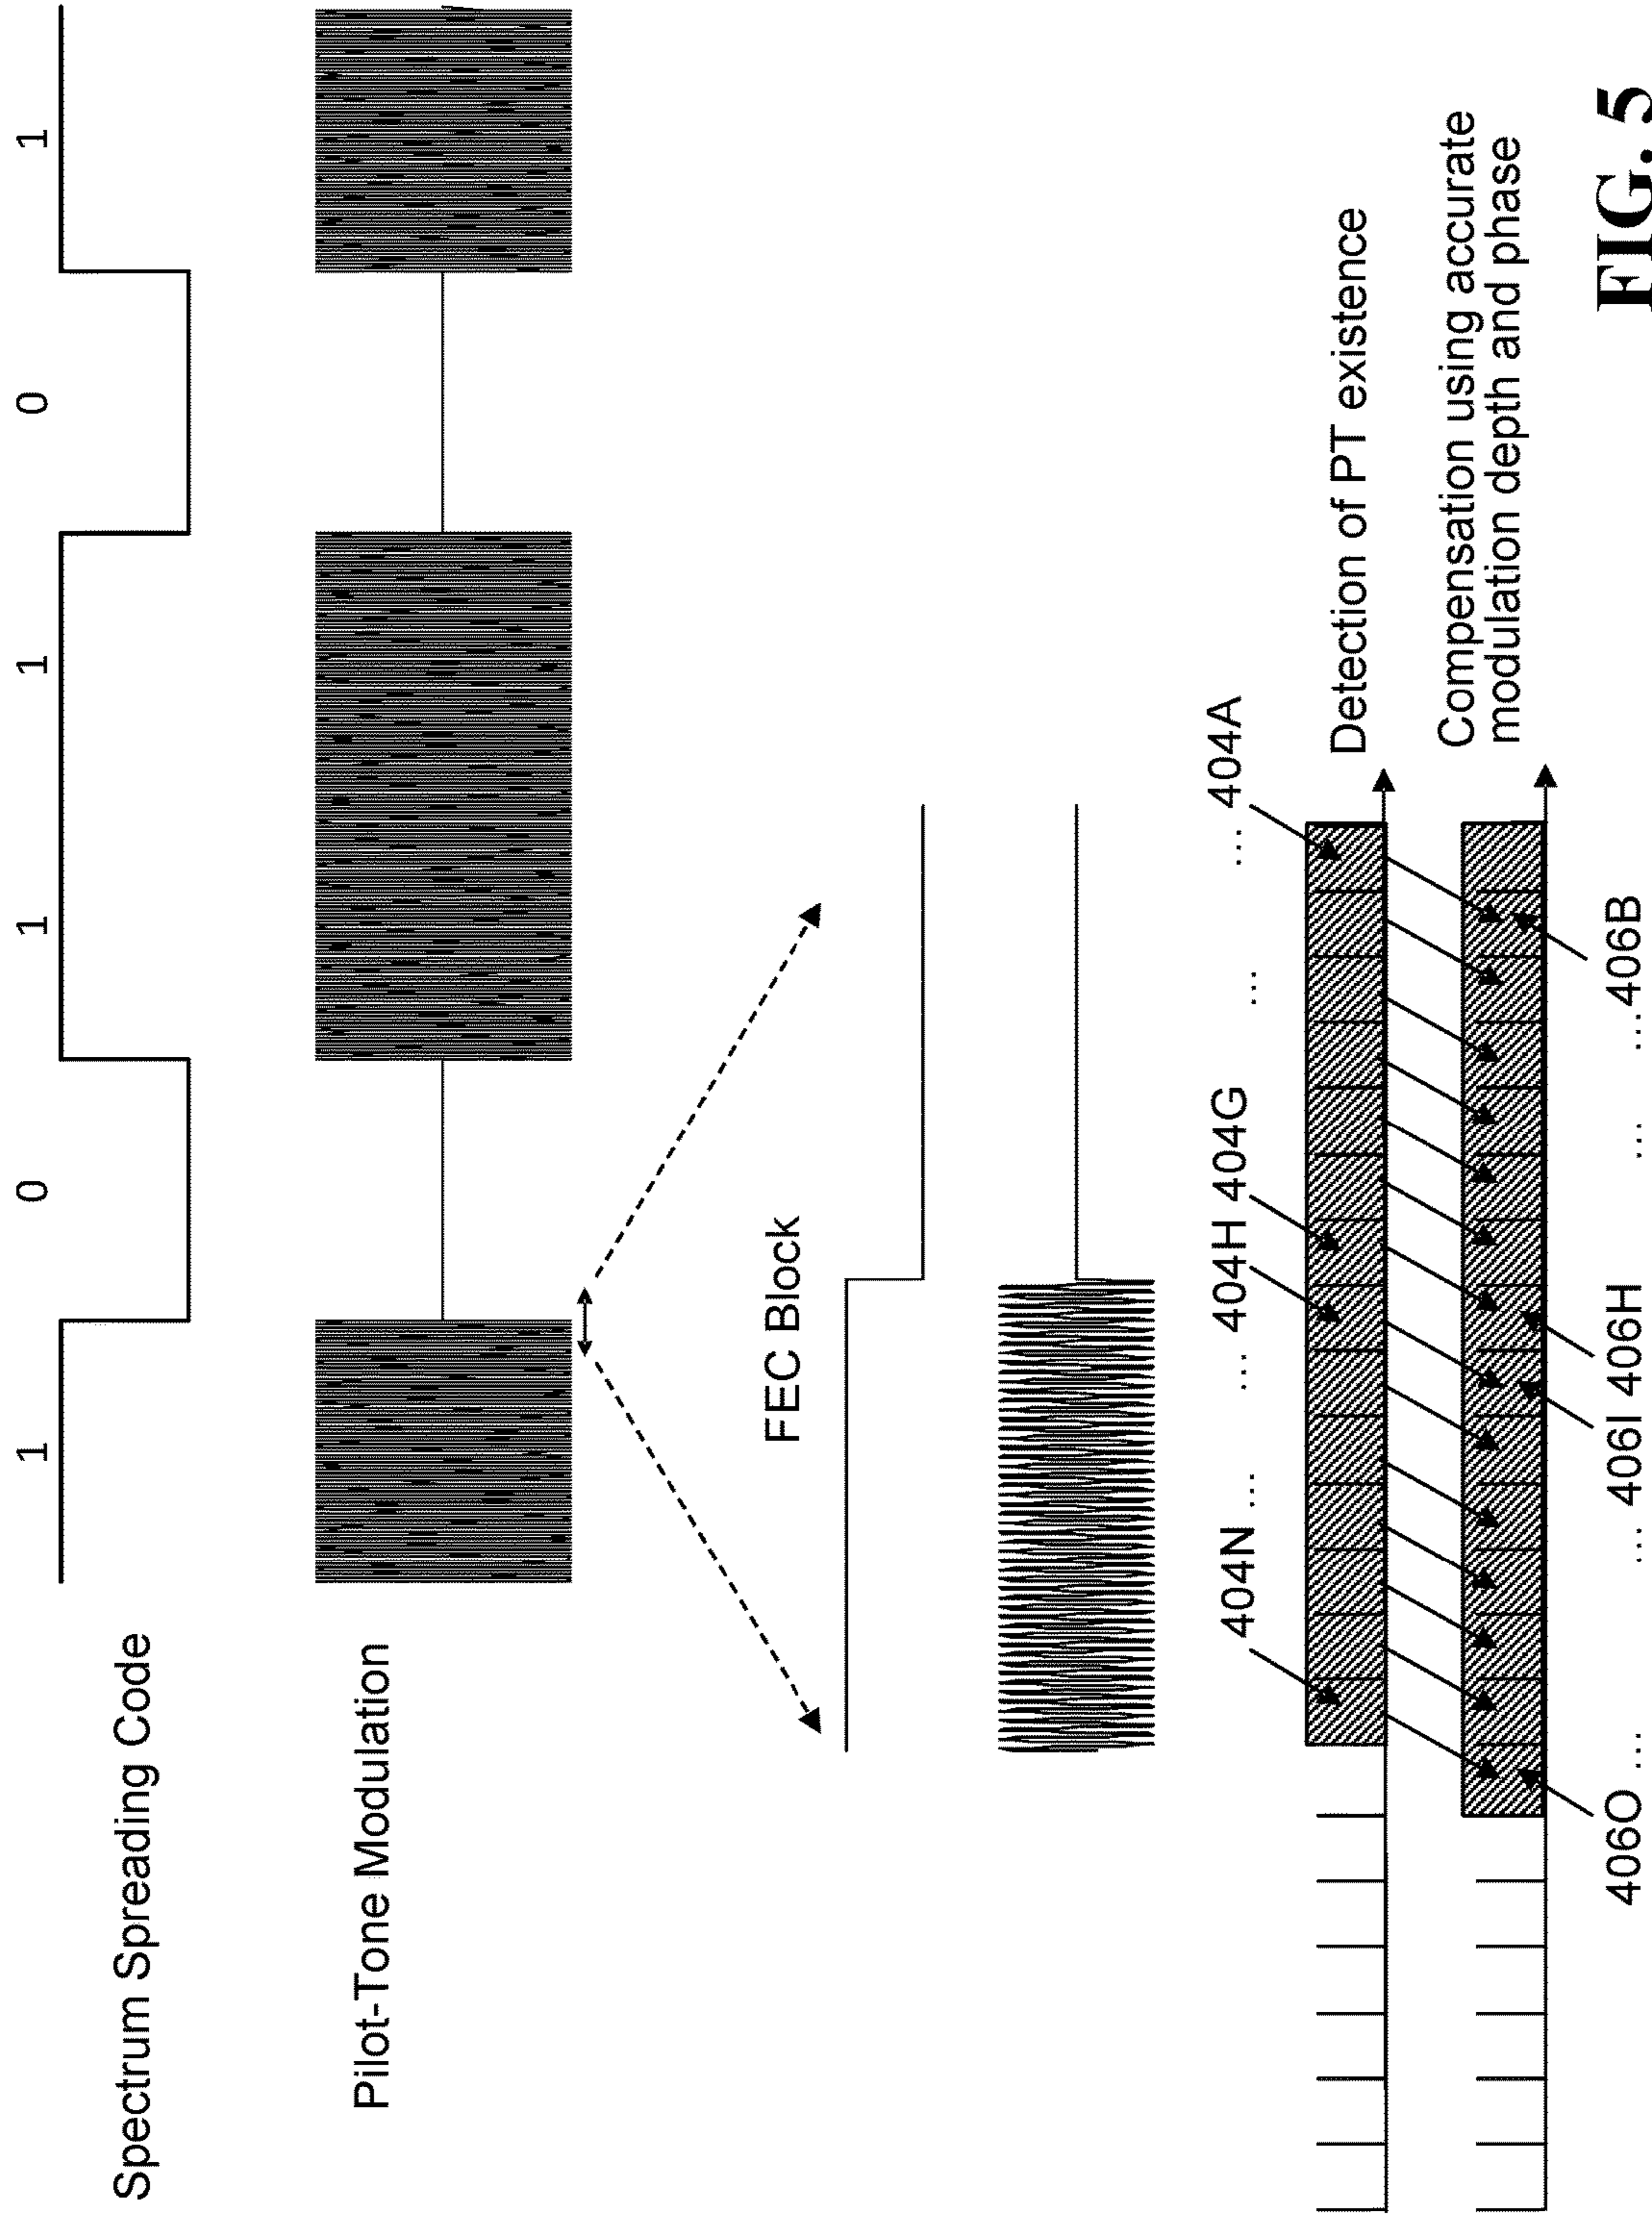 1 0 1 1 0 1
Spectrum Spreading Code
Pilot-Tone Modulation
FEC Block
404N ... ... 404H 404G ... ... 404A
Detection of PT existence
Compensation using accurate
modulation depth and phase
406O ... ... 406I 406H ... ... 406B
FIG. 5